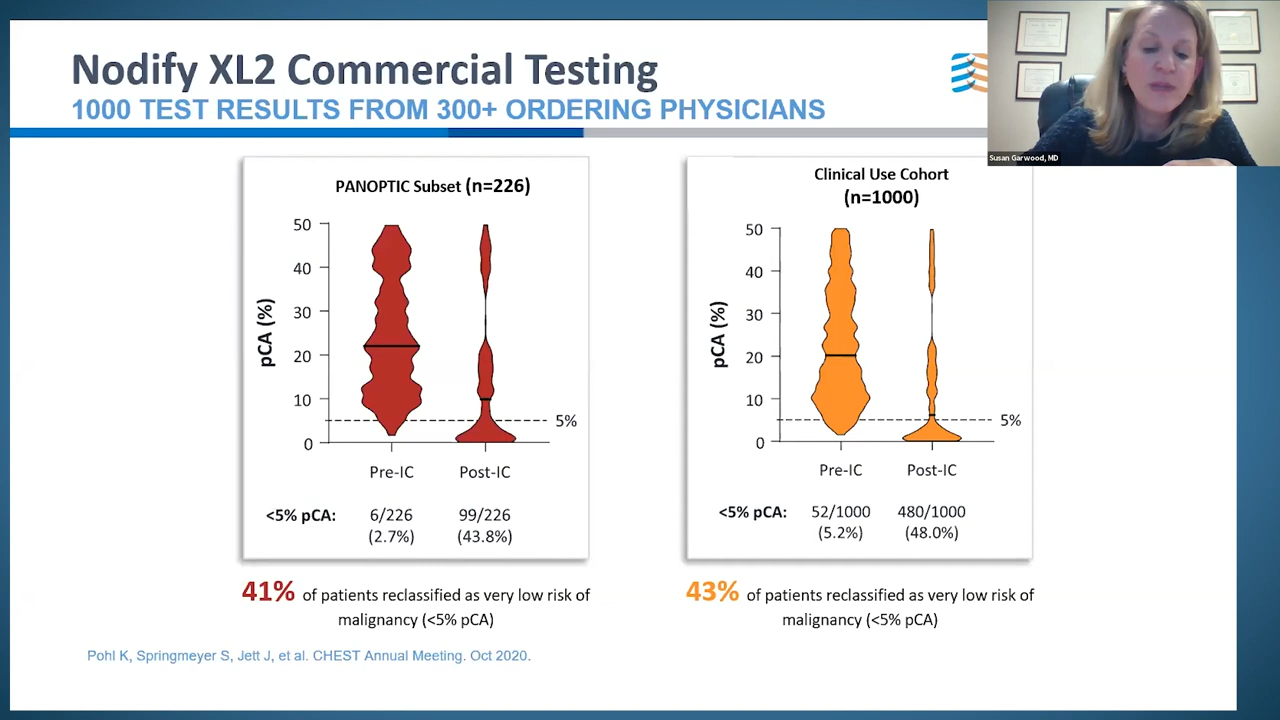 Nodify XL2 Commercial Testing
1000 TEST RESULTS FROM 300+ ORDERING PHYSICIANS
Susan Garwood, MD
PANOPTIC Subset (n=226)
50
40
30
20
10
0
pCA (%)
5%
Pre-IC Post-IC
<5% pCA: 6/226 99/226
(2.7%) (43.8%)
41% of patients reclassified as very low risk of
malignancy (<5% pCA)
Clinical Use Cohort
(n=1000)
50
40
30
20
10
0
pCA (%)
5%
Pre-IC Post-IC
<5% pCA: 52/1000 480/1000
(5.2%) (48.0%)
43% of patients reclassified as very low risk of
malignancy (<5% pCA)
Pohl K, Springmeyer S, Jett J, et al. CHEST Annual Meeting. Oct 2020.